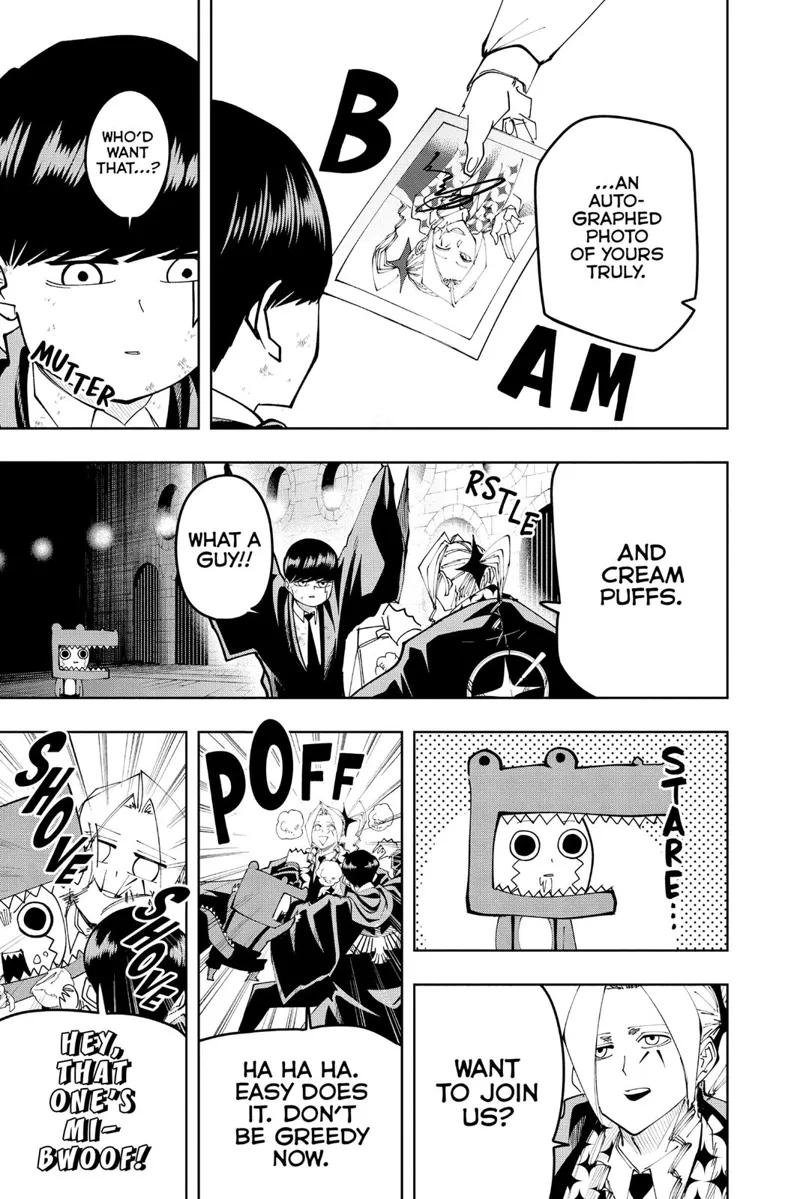 ...AN
AUTO-
GRAPHED
PHOTO
OF YOURS
TRULY.
BAM
WHO'D
WANT
THAT...?
MUTTER
AND
CREAM
PUFFS.
RSTLE
WHAT A
GUY!!
STARE...
WANT
TO JOIN
US?
POFF
HA HA HA.
EASY DOES
IT. DON'T
BE GREEDY
NOW.
SHOVE
SHOVE
HEY,
THAT
ONE'S
MI-
BWOOF!